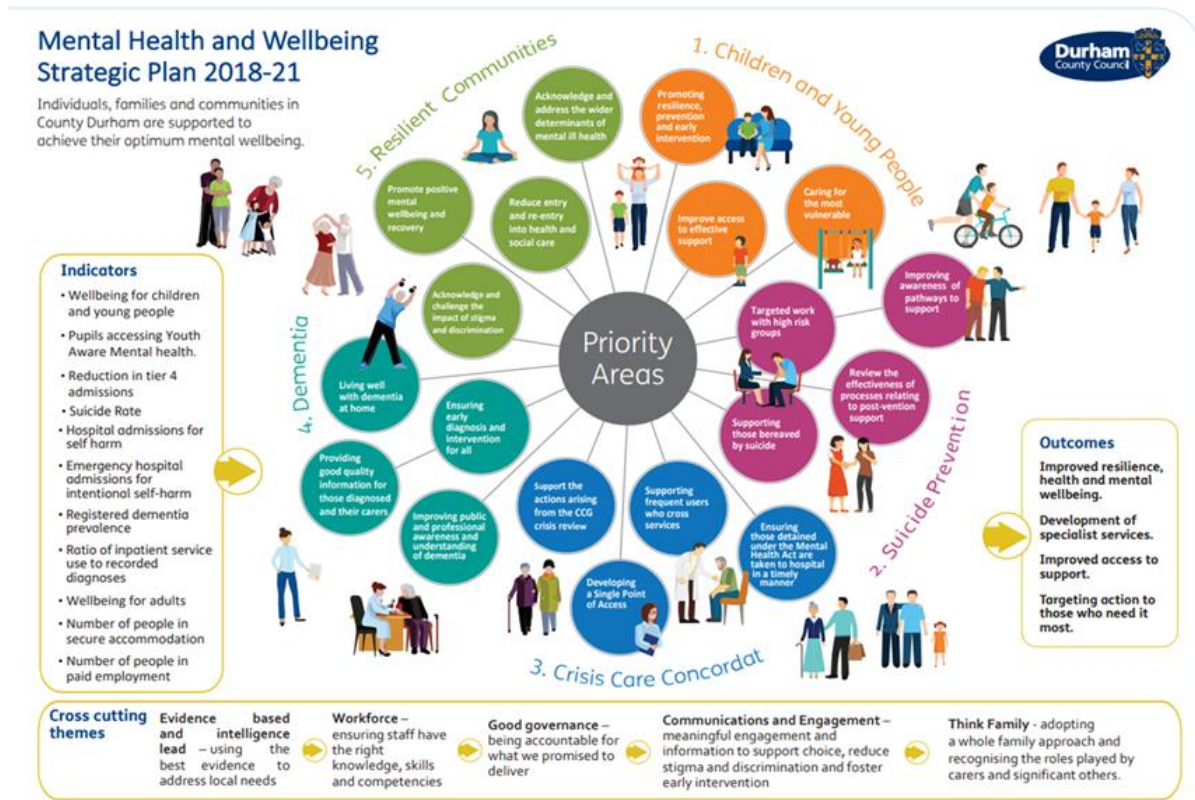 Mental Health and Wellbeing
Strategic Plan 2018-21
Individuals, families and communities in
County Durham are supported to
achieve their optimum mental wellbeing.
Durham
County Council
Indicators
• Wellbeing for children
and young people
• Pupils accessing Youth
Aware Mental health.
• Reduction in tier 4
admissions
• Suicide Rate
• Hospital admissions for
self harm
• Emergency hospital
admissions for
intentional self-harm
• Registered dementia
prevalence
• Ratio of inpatient service
use to recorded
diagnoses
• Wellbeing for adults
• Number of people in
secure accommodation
• Number of people in
paid employment
Priority
Areas
1. Children and Young People
Promoting
resilience,
prevention
and early
intervention
Improve access
to effective
support
Caring for
the most
vulnerable
2. Suicide Prevention
Improving
awareness of
pathways to
support
Targeted work
with high risk
groups
Review the
effectiveness of
processes relating
to post-vention
support
Supporting
those bereaved
by suicide
3. Crisis Care Concordat
Ensuring
those detained
under the Mental
Health Act are
taken to hospital
in a timely
manner
Supporting
frequent users
who cross
services
Developing
a Single Point
of Access
Support the
actions arising
from the CCG
crisis review
4. Dementia
Improving public
and professional
awareness and
understanding
of dementia
Ensuring
early
diagnosis and
intervention
for all
Providing
good quality
information for
those diagnosed
and their carers
Living well
with dementia
at home
5. Resilient Communities
Acknowledge and
challenge the
impact of stigma
and discrimination
Promote positive
mental
wellbeing and
recovery
Reduce entry
and re-entry
into health and
social care
Acknowledge and
address the wider
determinants of
mental ill health
Outcomes
Improved resilience,
health and mental
wellbeing.
Development of
specialist services.
Improved access to
support.
Targeting action to
those who need it
most.
Cross cutting
themes
Evidence based
and intelligence
lead – using the
best evidence to
address local needs
Workforce –
ensuring staff have
the right
knowledge, skills
and competencies
Good governance –
being accountable for
what we promised to
deliver
Communications and Engagement –
meaningful engagement and
information to support choice, reduce
stigma and discrimination and foster
early intervention
Think Family - adopting
a whole family approach and
recognising the roles played by
carers and significant others.